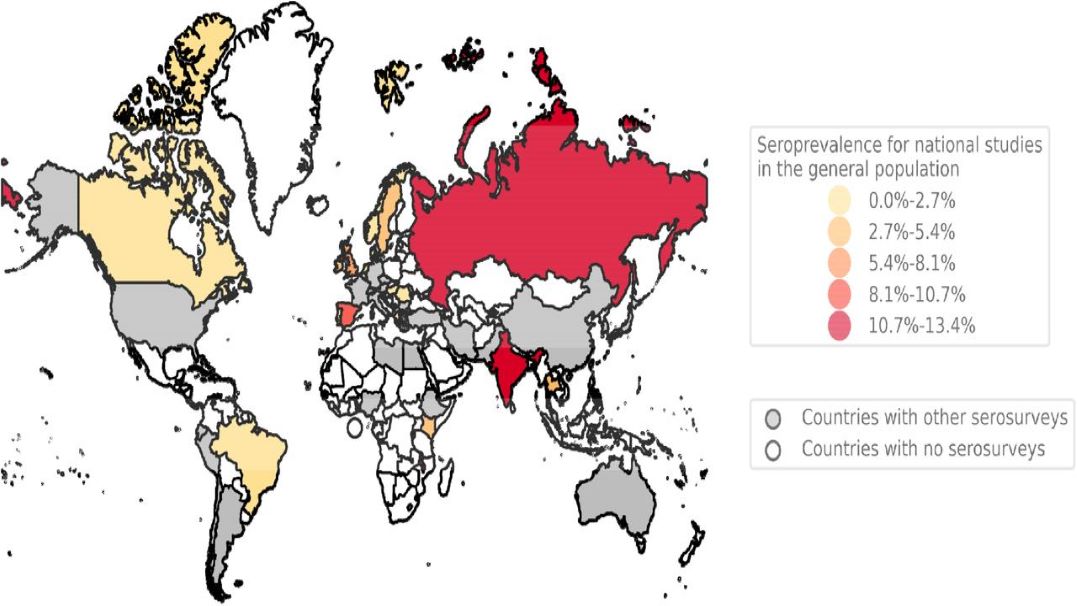 Seroprevalence for national studies
in the general population
0.0%-2.7%
2.7%-5.4%
5.4%-8.1%
8.1%-10.7%
10.7%-13.4%
Countries with other serosurveys
Countries with no serosurveys